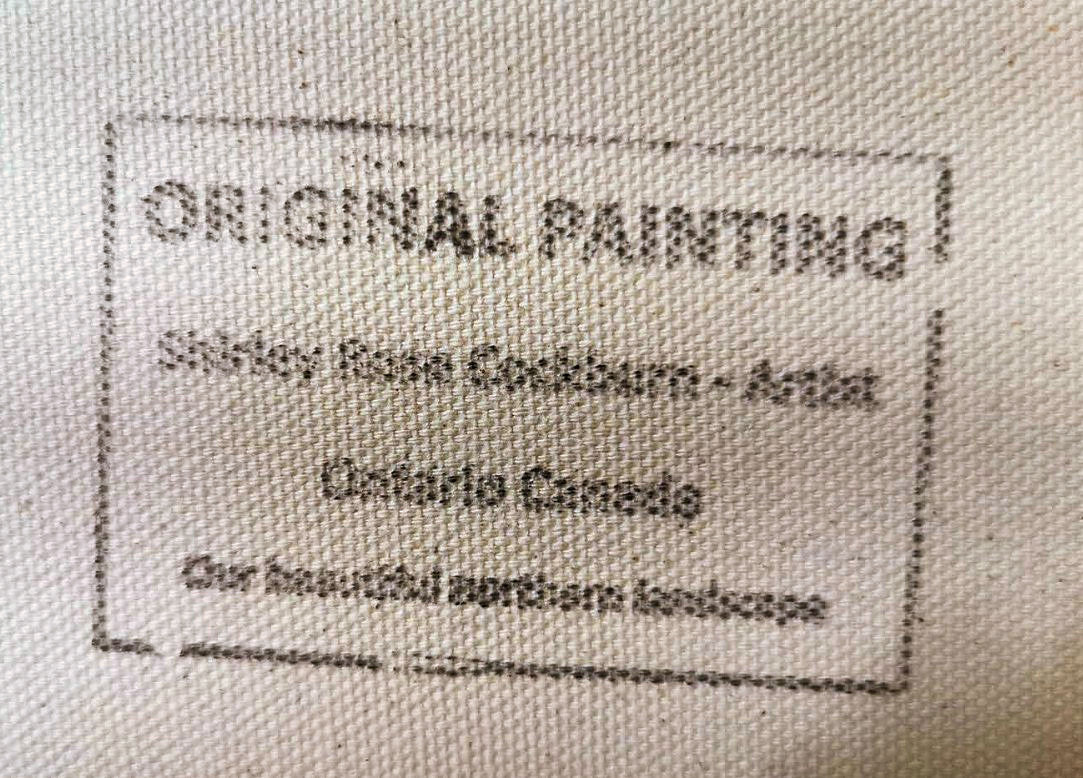 ORIGINAL PAINTING
Shirley Rose Cockburn - Artist
Ontario Canada
Our beautiful northern landscape